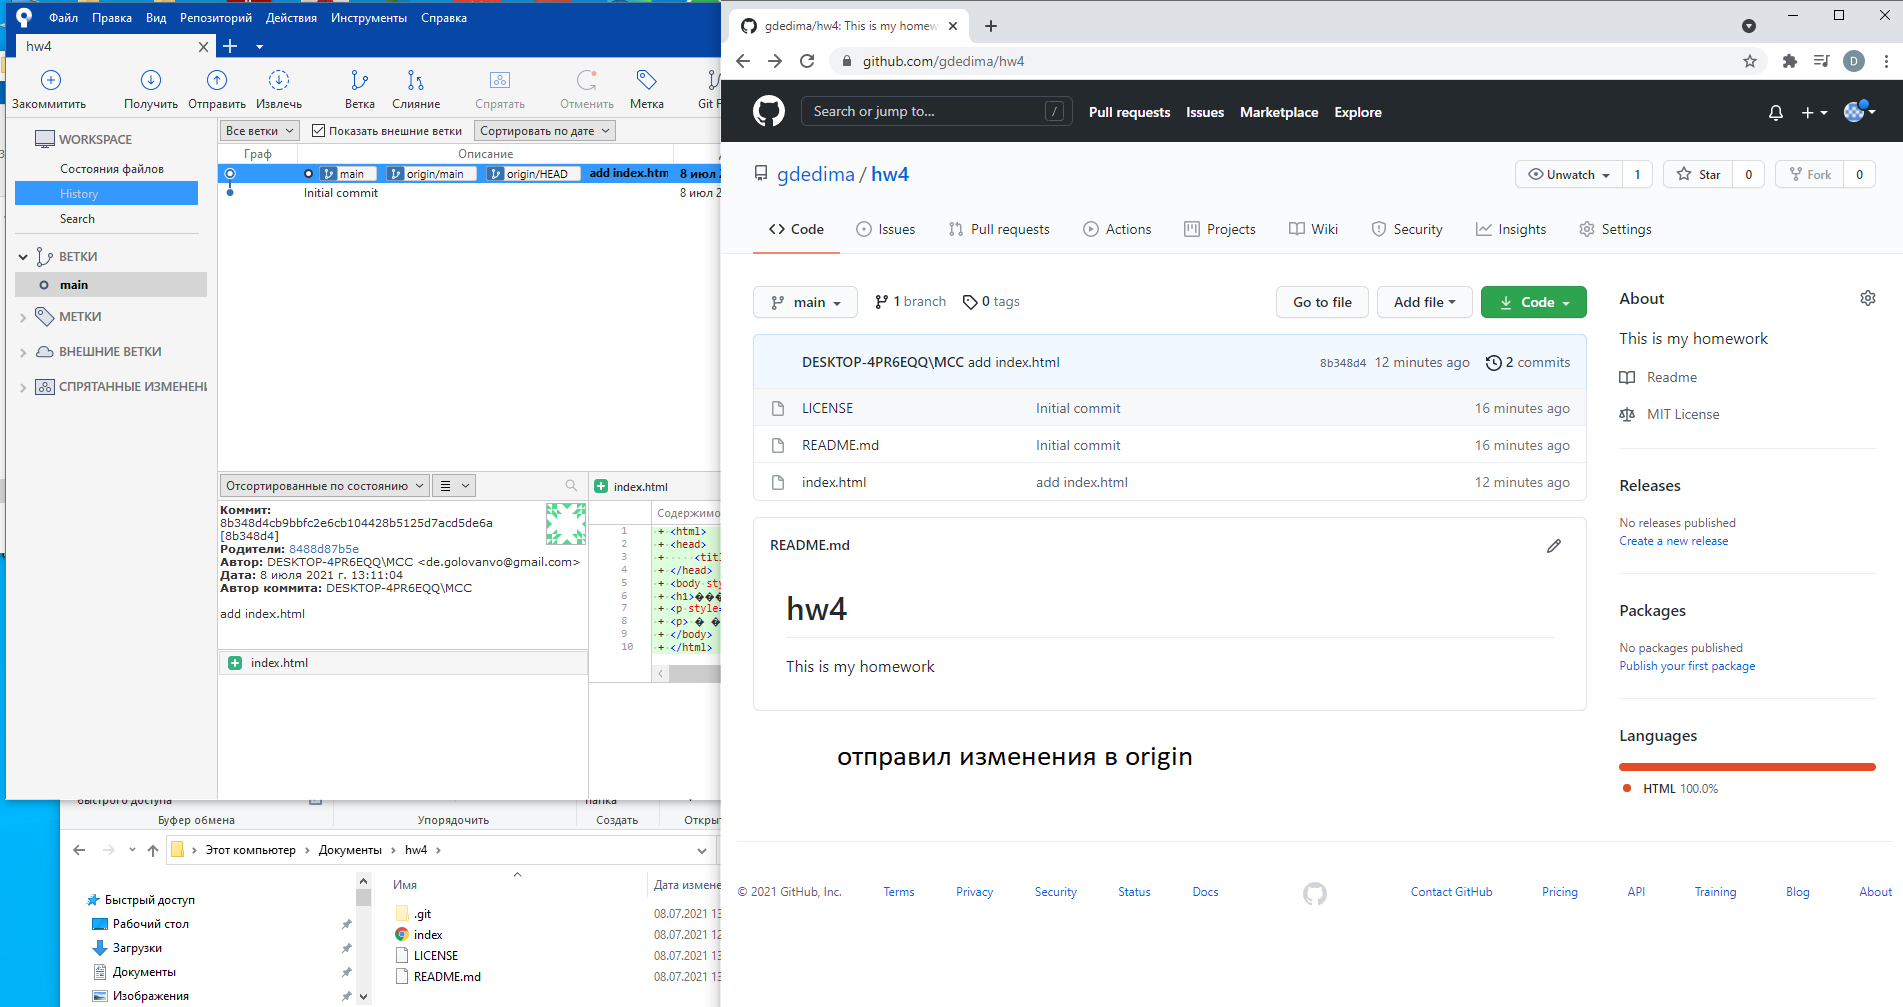 Файл Правка Вид Репозиторий Действия Инструменты Справка
hw4
Закоммитить Получить Отправить Извлечь Ветка Слияние Спрятать Отменить Метка Git
WORKSPACE
Состояния файлов
History
Search
ВЕТКИ
main
МЕТКИ
ВНЕШНИЕ ВЕТКИ
СПРЯТАННЫЕ ИЗМЕНЕНИ
Все ветки Показать внешние ветки Сортировать по дате
Граф Описание
main origin/main origin/HEAD add index.htm 8 июл 2
Initial commit 8 июл 2
Отсортированные по состоянию
Коммит:
8b348d4cb9bbfc2e6cb104428b5125d7acd5de6a
[8b348d4]
Родители: 8488d87b5e
Автор: DESKTOP-4PR6EQQ\MCC <de.golovanvo@gmail.com>
Дата: 8 июля 2021 г. 13:11:04
Автор коммита: DESKTOP-4PR6EQQ\MCC
add index.html
index.html
index.html
Содержимо
1 + <html>
2 + <head>
3 + <titl
4 + </head>
5 + <body sty
6 + <h1>���
7 + <p style=
8 + <p> � �
9 + </body>
10 + </html>
быстрого доступа папка
Буфер обмена Упорядочить Создать Открыт
Этот компьютер > Документы > hw4 >
Быстрый доступ
Рабочий стол
Загрузки
Документы
Изображения
Имя Дата измене
.git 08.07.2021 13
index 08.07.2021 12
LICENSE 08.07.2021 13
README.md 08.07.2021 13
gdedima/hw4: This is my homew
github.com/gdedima/hw4 D
Search or jump to... / Pull requests Issues Marketplace Explore
gdedima / hw4 Unwatch 1 Star 0 Fork 0
Code Issues Pull requests Actions Projects Wiki Security Insights Settings
main 1 branch 0 tags Go to file Add file Code
DESKTOP-4PR6EQQ\MCC add index.html 8b348d4 12 minutes ago 2 commits
LICENSE Initial commit 16 minutes ago
README.md Initial commit 16 minutes ago
index.html add index.html 12 minutes ago
README.md
hw4
This is my homework
отправил изменения в origin
About
This is my homework
Readme
MIT License
Releases
No releases published
Create a new release
Packages
No packages published
Publish your first package
Languages
HTML 100.0%
© 2021 GitHub, Inc. Terms Privacy Security Status Docs Contact GitHub Pricing API Training Blog About